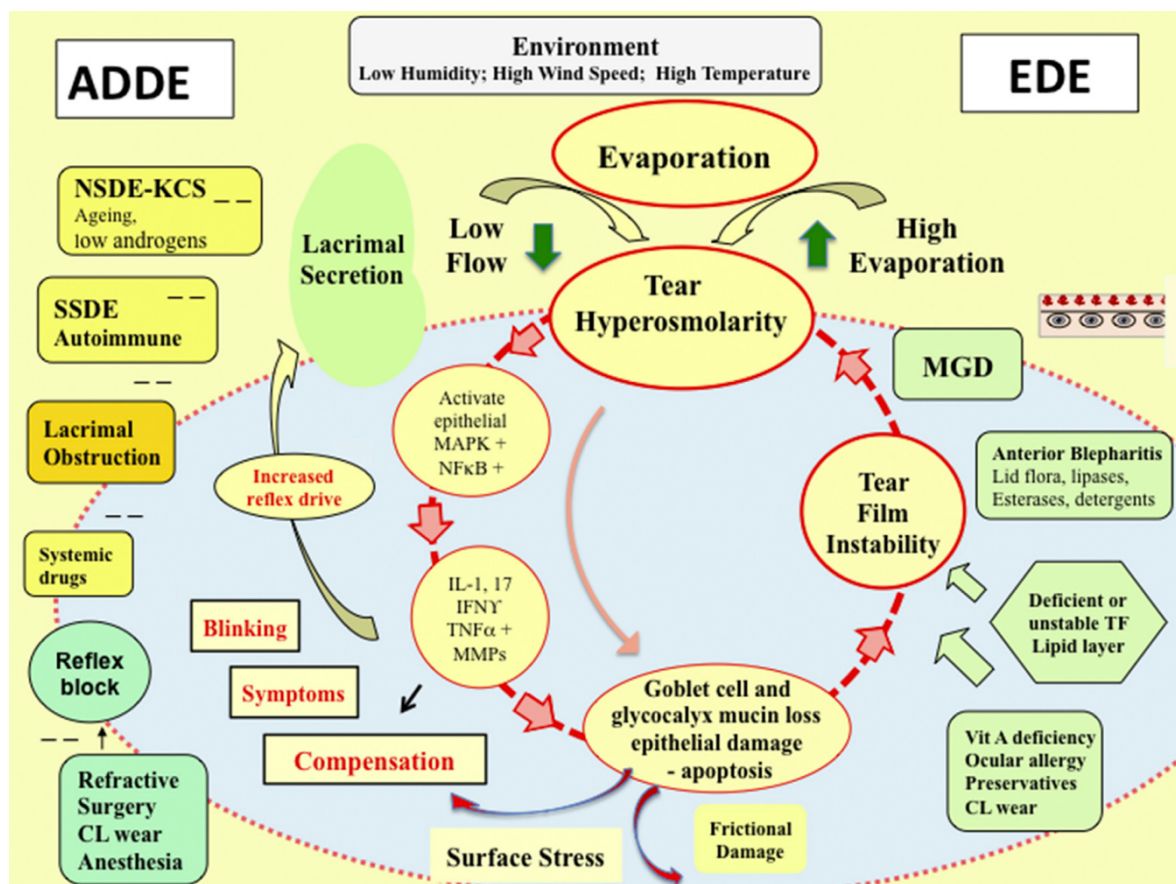 ADDE
Environment
Low Humidity; High Wind Speed; High Temperature
EDE
Evaporation
NSDE-KCS
Ageing,
low androgens
Lacrimal
Secretion
Low
Flow
High
Evaporation
SSDE
Autoimmune
Tear
Hyperosmolarity
MGD
Activate
epithelial
MAPK +
NFκB +
Lacrimal
Obstruction
Increased
reflex drive
Anterior Blepharitis
Lid flora, lipases,
Esterases, detergents
Tear
Film
Instability
Systemic
drugs
IL-1, 17
IFNϒ
TNFα +
MMPs
Blinking
Deficient or
unstable TF
Lipid layer
Reflex
block
Symptoms
Goblet cell and
glycocalyx mucin loss
epithelial damage
- apoptosis
Compensation
Vit A deficiency
Ocular allergy
Preservatives
CL wear
Refractive
Surgery
CL wear
Anesthesia
Surface Stress
Frictional
Damage